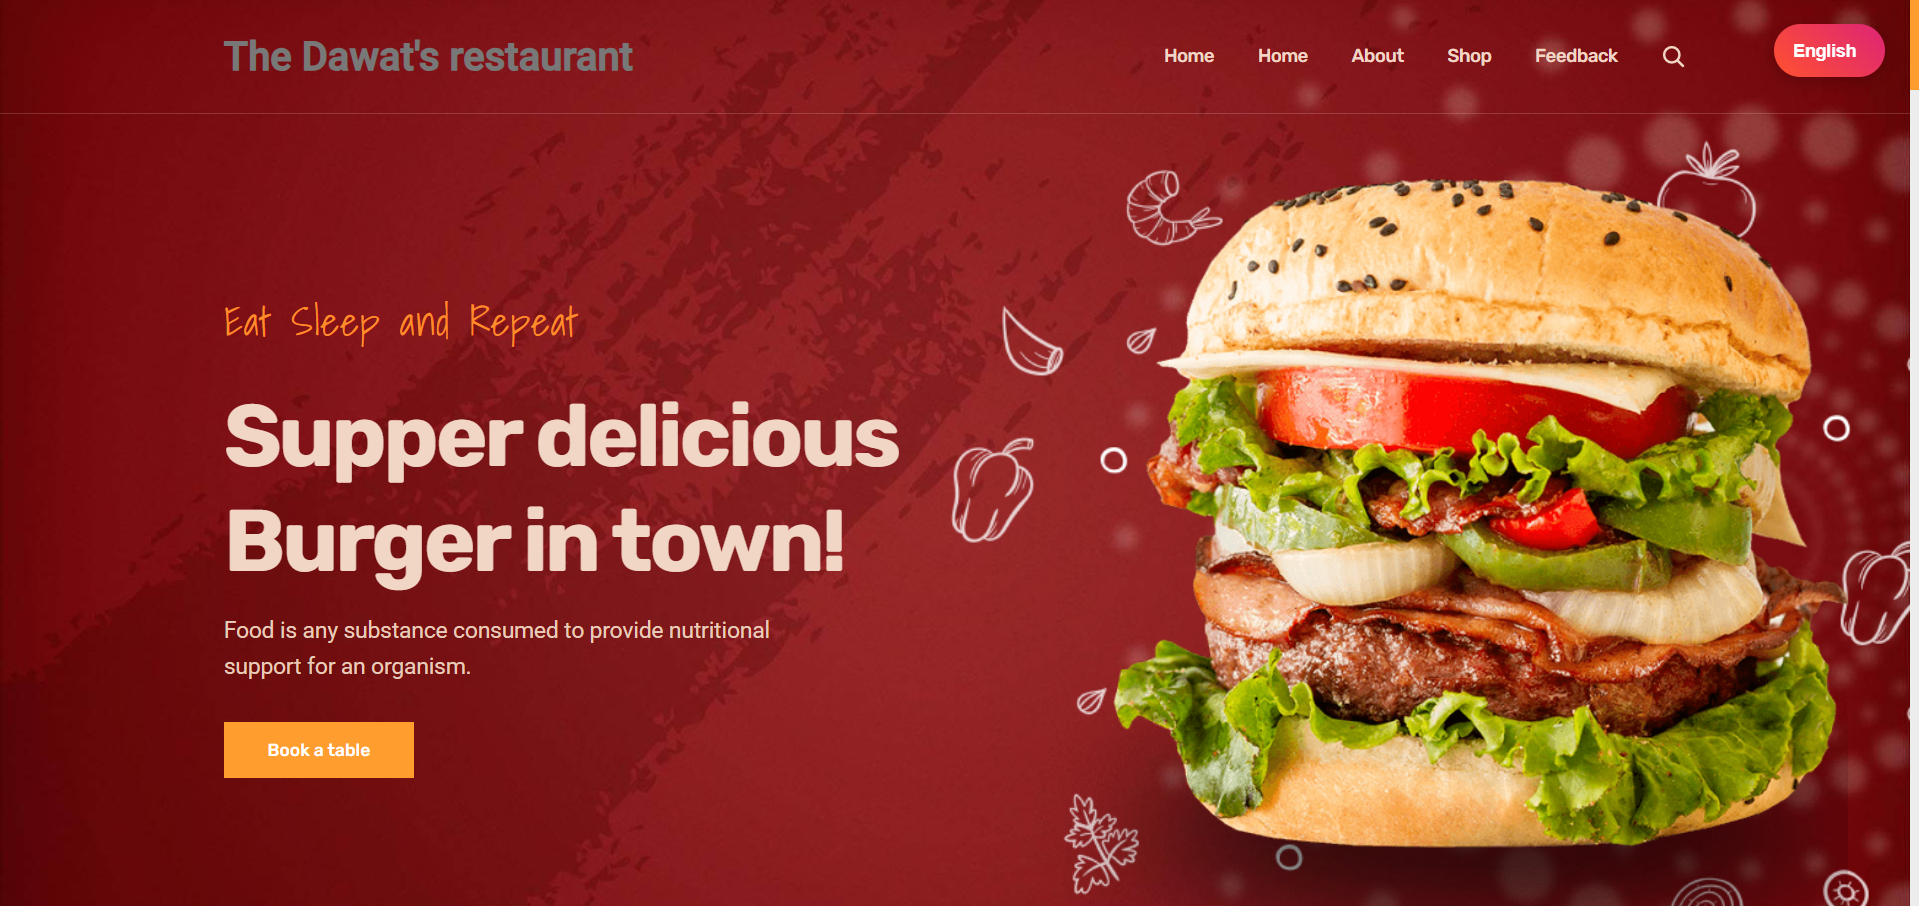 The Dawat's restaurant
Home Home About Shop Feedback
English
Eat Sleep and Repeat
Supper delicious
Burger in town!
Food is any substance consumed to provide nutritional
support for an organism.
Book a table